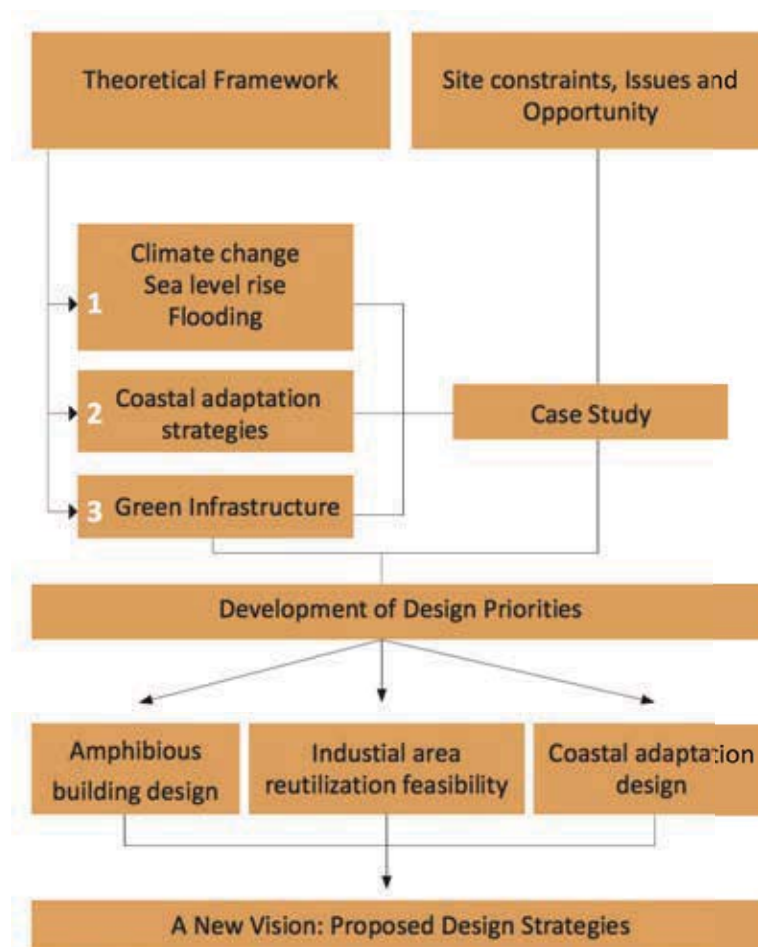 Theoretical Framework
Site constraints, Issues and
Opportunity
1
Climate change
Sea level rise
Flooding
2
Coastal adaptation
strategies
Case Study
3
Green Infrastructure
Development of Design Priorities
Amphibious
building design
Industial area
reutilization feasibility
Coastal adaptation
design
A New Vision: Proposed Design Strategies